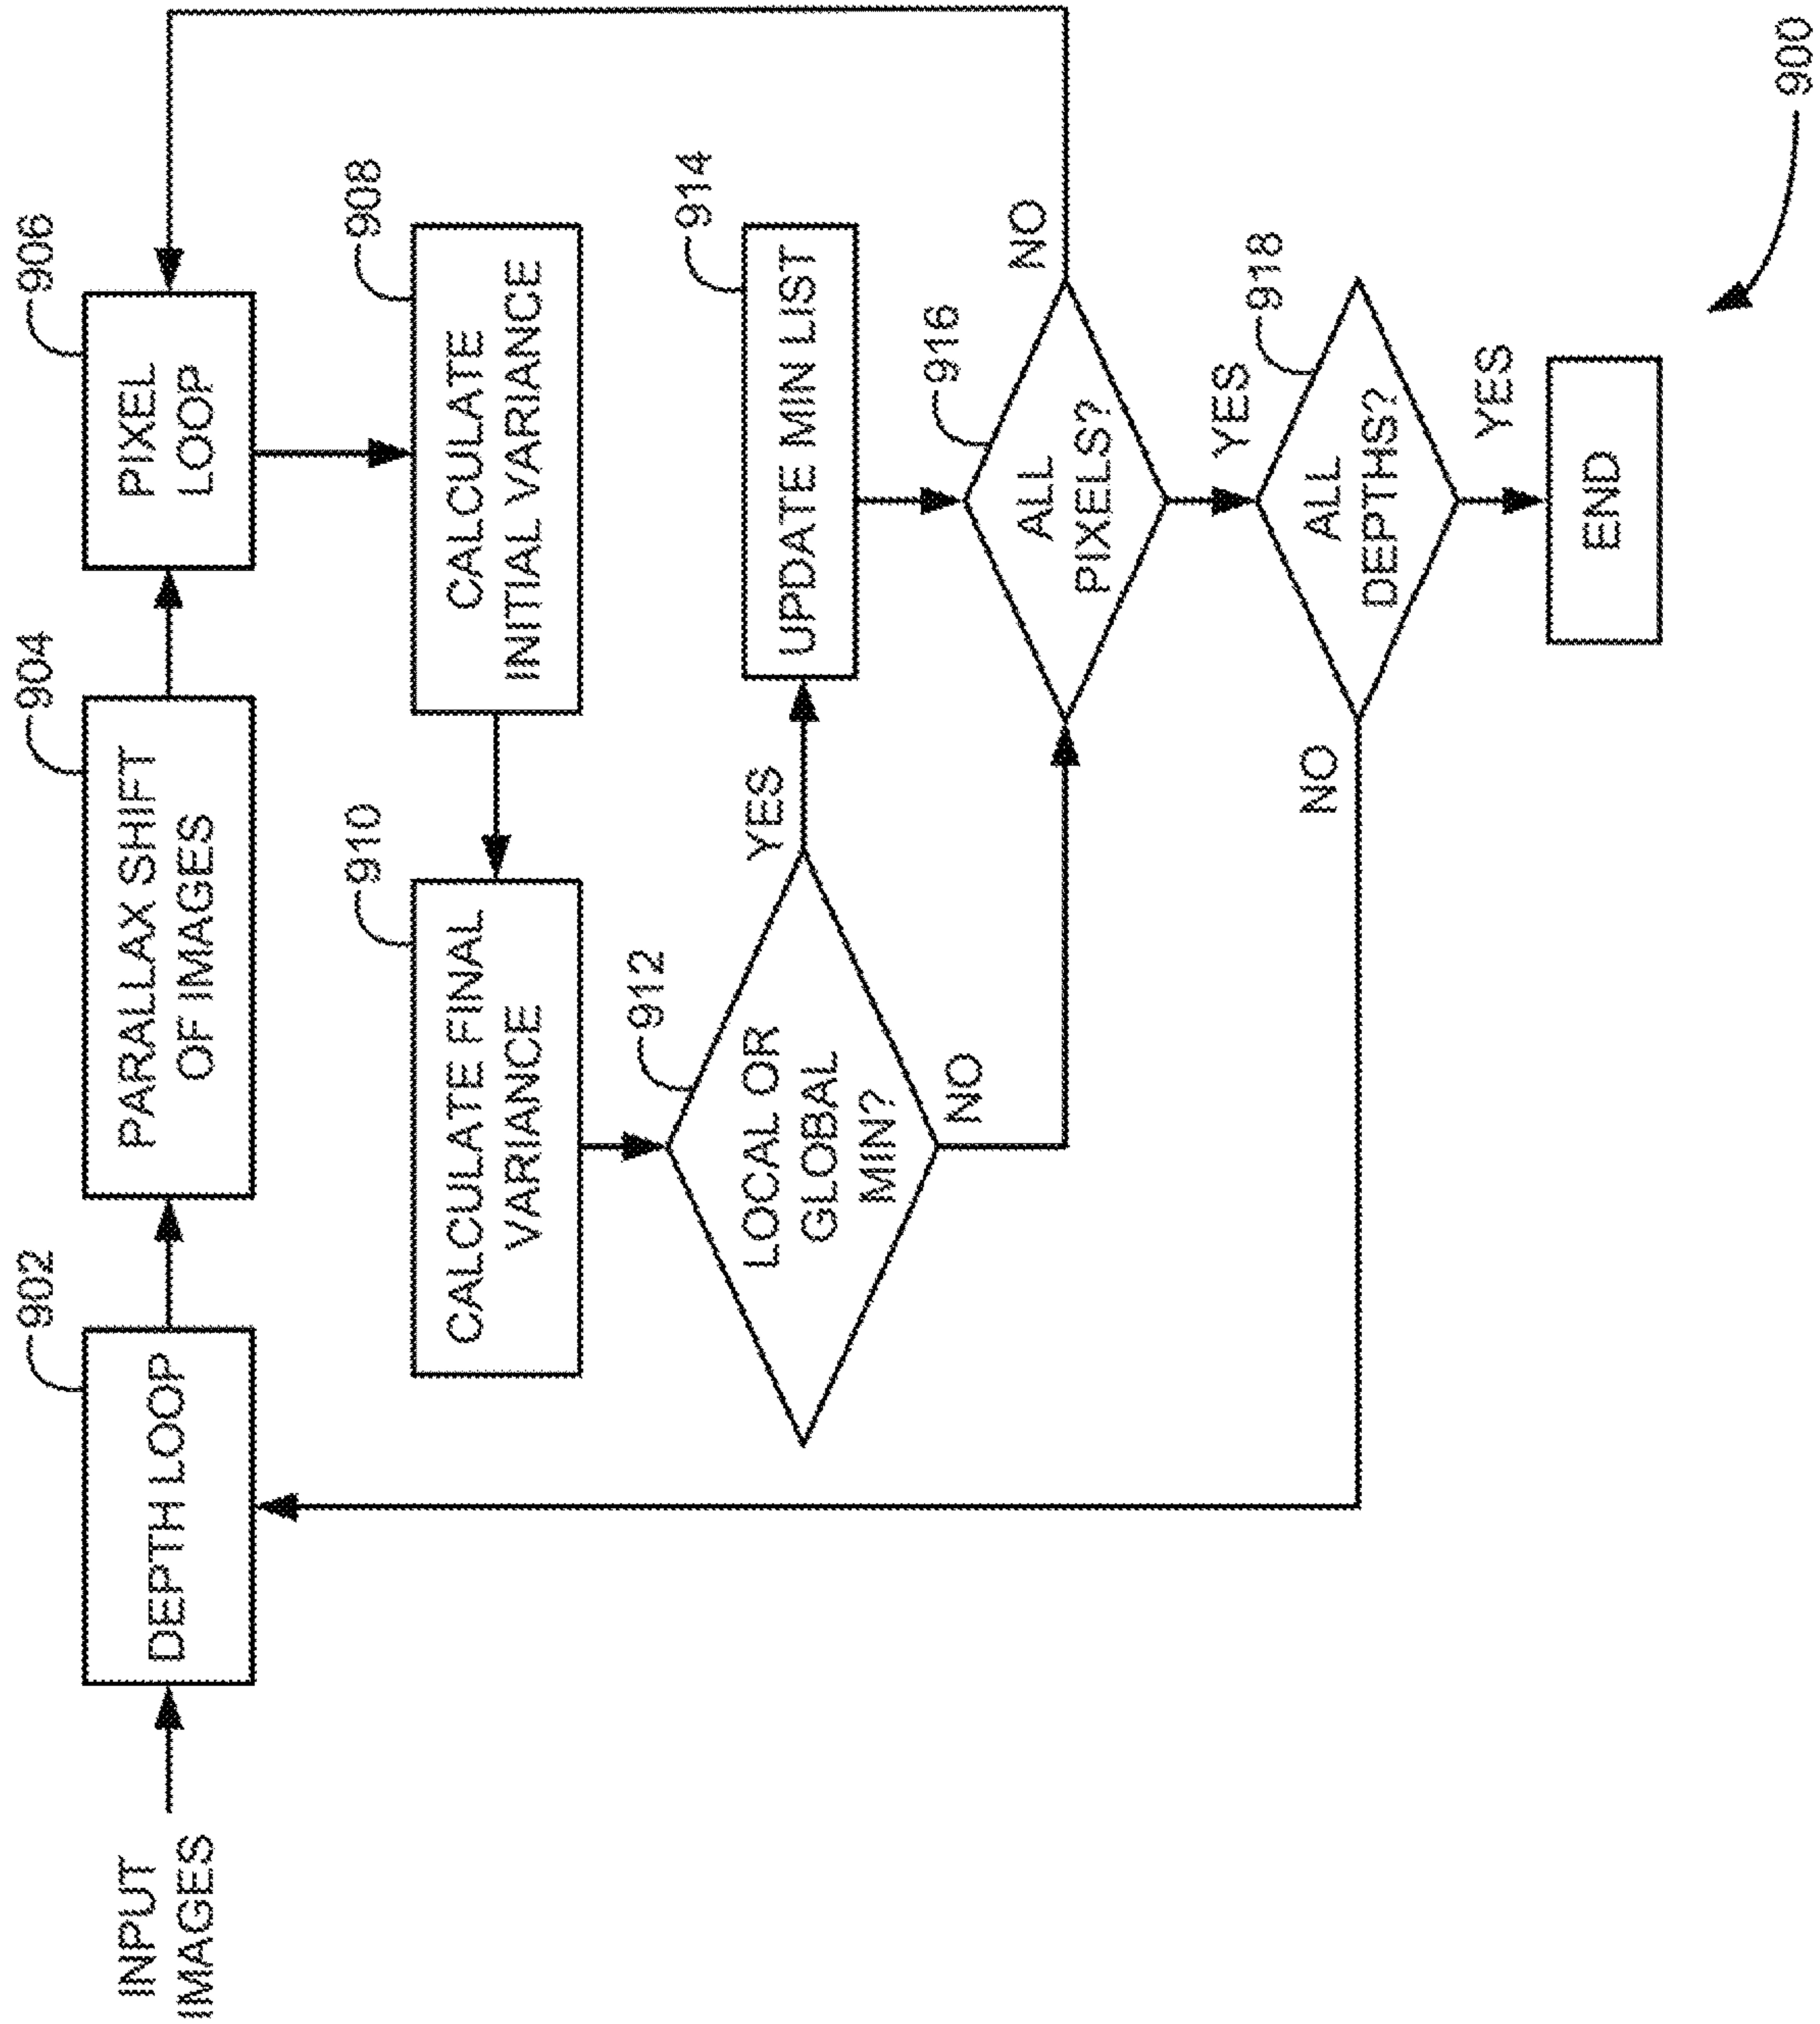 INPUT
IMAGES
902
DEPTH LOOP
904
PARALLAX SHIFT
OF IMAGES
906
PIXEL
LOOP
908
CALCULATE
INITIAL VARIANCE
910
CALCULATE FINAL
VARIANCE
912
LOCAL OR
GLOBAL
MIN?
YES
NO
914
UPDATE MIN LIST
916
ALL
PIXELS?
NO
YES
918
ALL
DEPTHS?
NO
YES
END
900